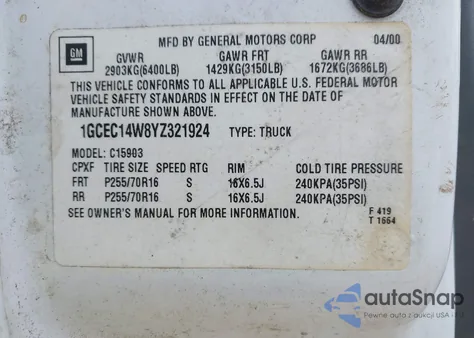 GM MFD BY GENERAL MOTORS CORP 04/00
GVWR GAWR FRT GAWR RR
2903KG(6400LB) 1429KG(3150LB) 1672KG(3686LB)
THIS VEHICLE CONFORMS TO ALL APPLICABLE U.S. FEDERAL MOTOR
VEHICLE SAFETY STANDARDS IN EFFECT ON THE DATE OF
MANUFACTURE SHOWN ABOVE.
1GCEC14W8YZ321924 TYPE: TRUCK
MODEL: C15903
CPXF TIRE SIZE SPEED RTG RIM COLD TIRE PRESSURE
FRT P255/70R16 S 16X6.5J 240KPA(35PSI)
RR P255/70R16 S 16X6.5J 240KPA(35PSI)
SEE OWNER'S MANUAL FOR MORE INFORMATION.
F 419
T 1664
autoSnap
Pewne auto z aukcji USA i